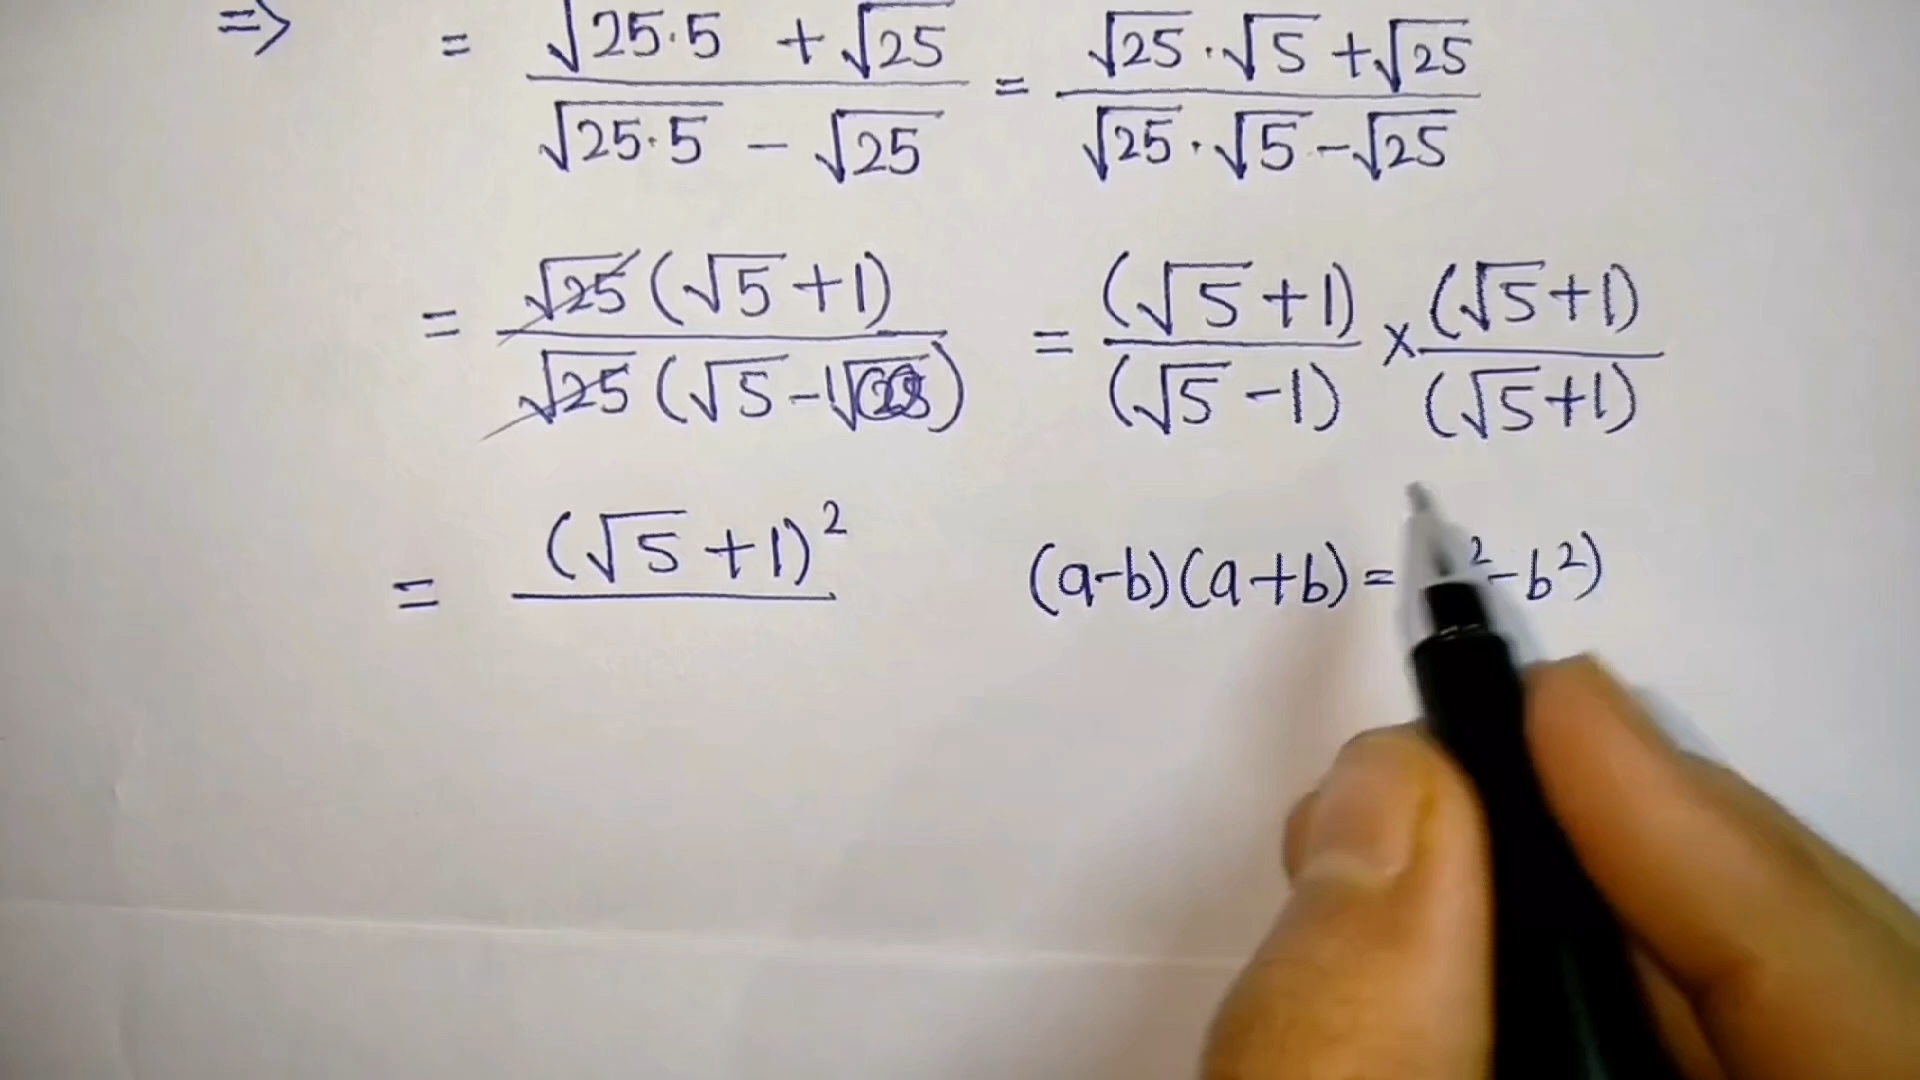 => = √25·5 + √25 / √25·5 - √25 = √25·√5 + √25 / √25·√5 - √25
= √25(√5+1) / √25(√5-1) = (√5+1) / (√5-1) × (√5+1) / (√5+1)
= (√5+1)² (a-b)(a+b) = ²-b²)